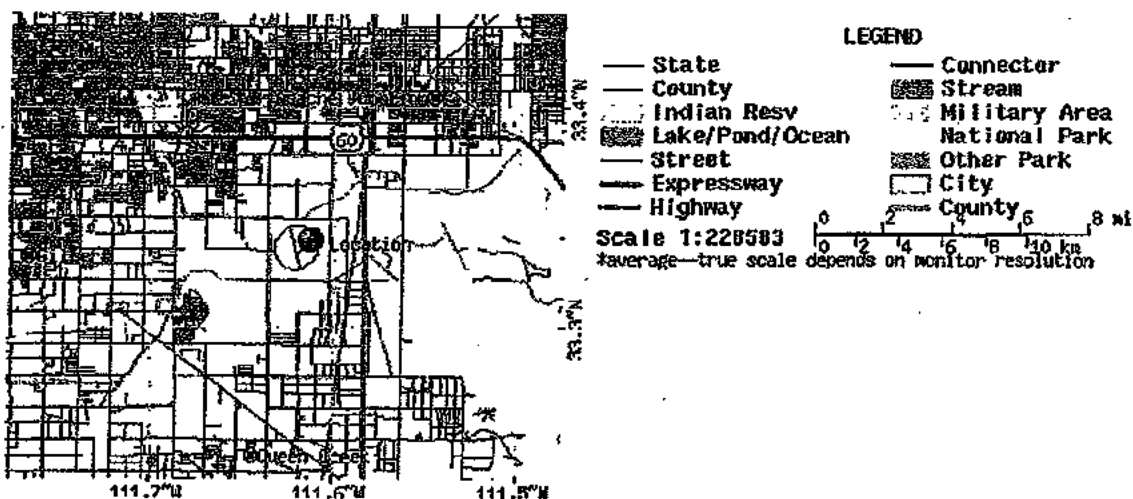 LEGEND
State
County
Indian Resv
Lake/Pond/Ocean
Street
Expressway
Highway
Connector
Stream
Military Area
National Park
Other Park
City
County
Scale 1:228583
0 2 4 6 8 mi
0 2 4 6 8 10 km
*average—true scale depends on monitor resolution
60
Location
Queen Creek
33.4°N
33.3°N
111.7°W
111.6°W
111.5°W